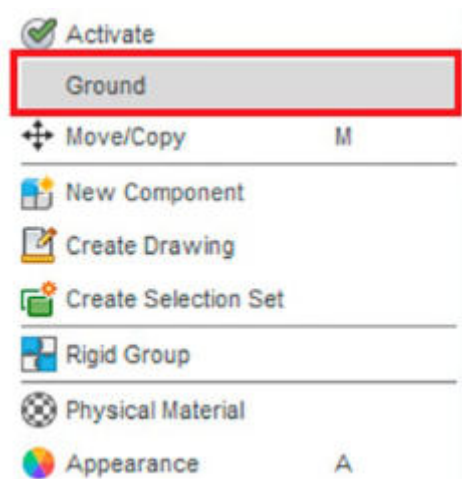 Activate
Ground
Move/Copy M
New Component
Create Drawing
Create Selection Set
Rigid Group
Physical Material
Appearance A